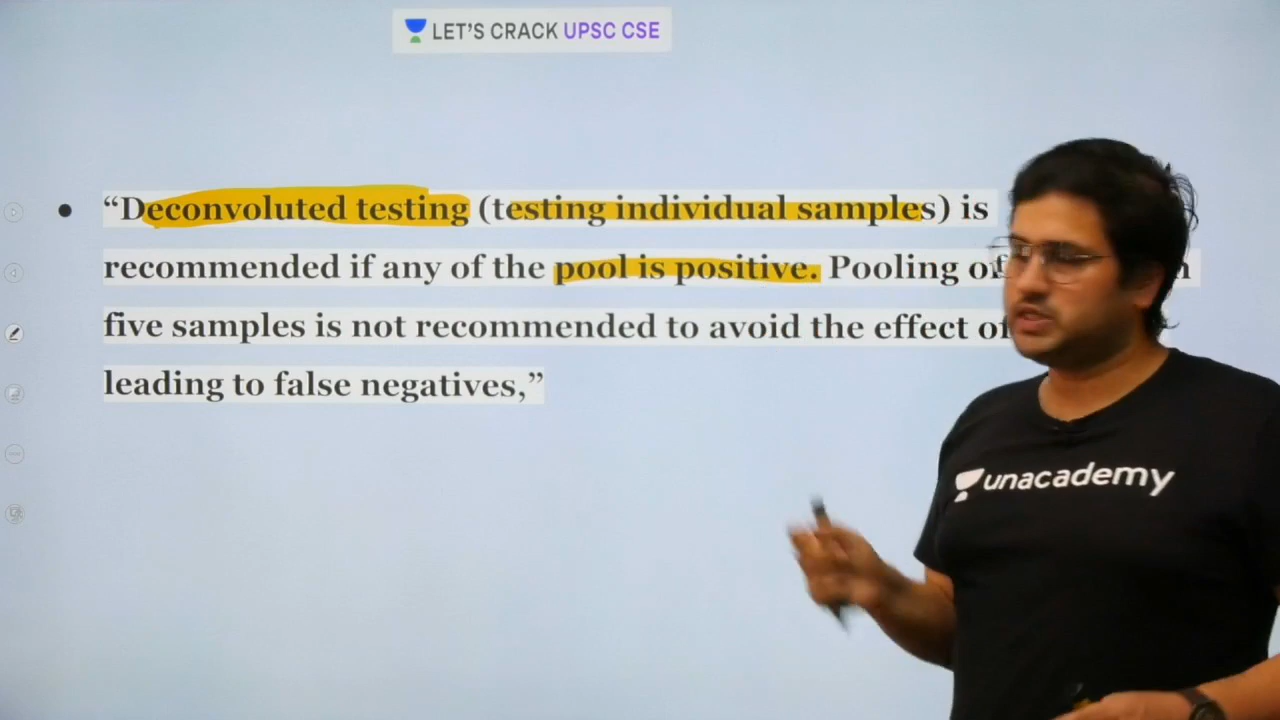 LET'S CRACK UPSC CSE
“Deconvoluted testing (testing individual samples) is
recommended if any of the pool is positive. Pooling
five samples is not recommended to avoid the effect of
leading to false negatives,”
unacademy